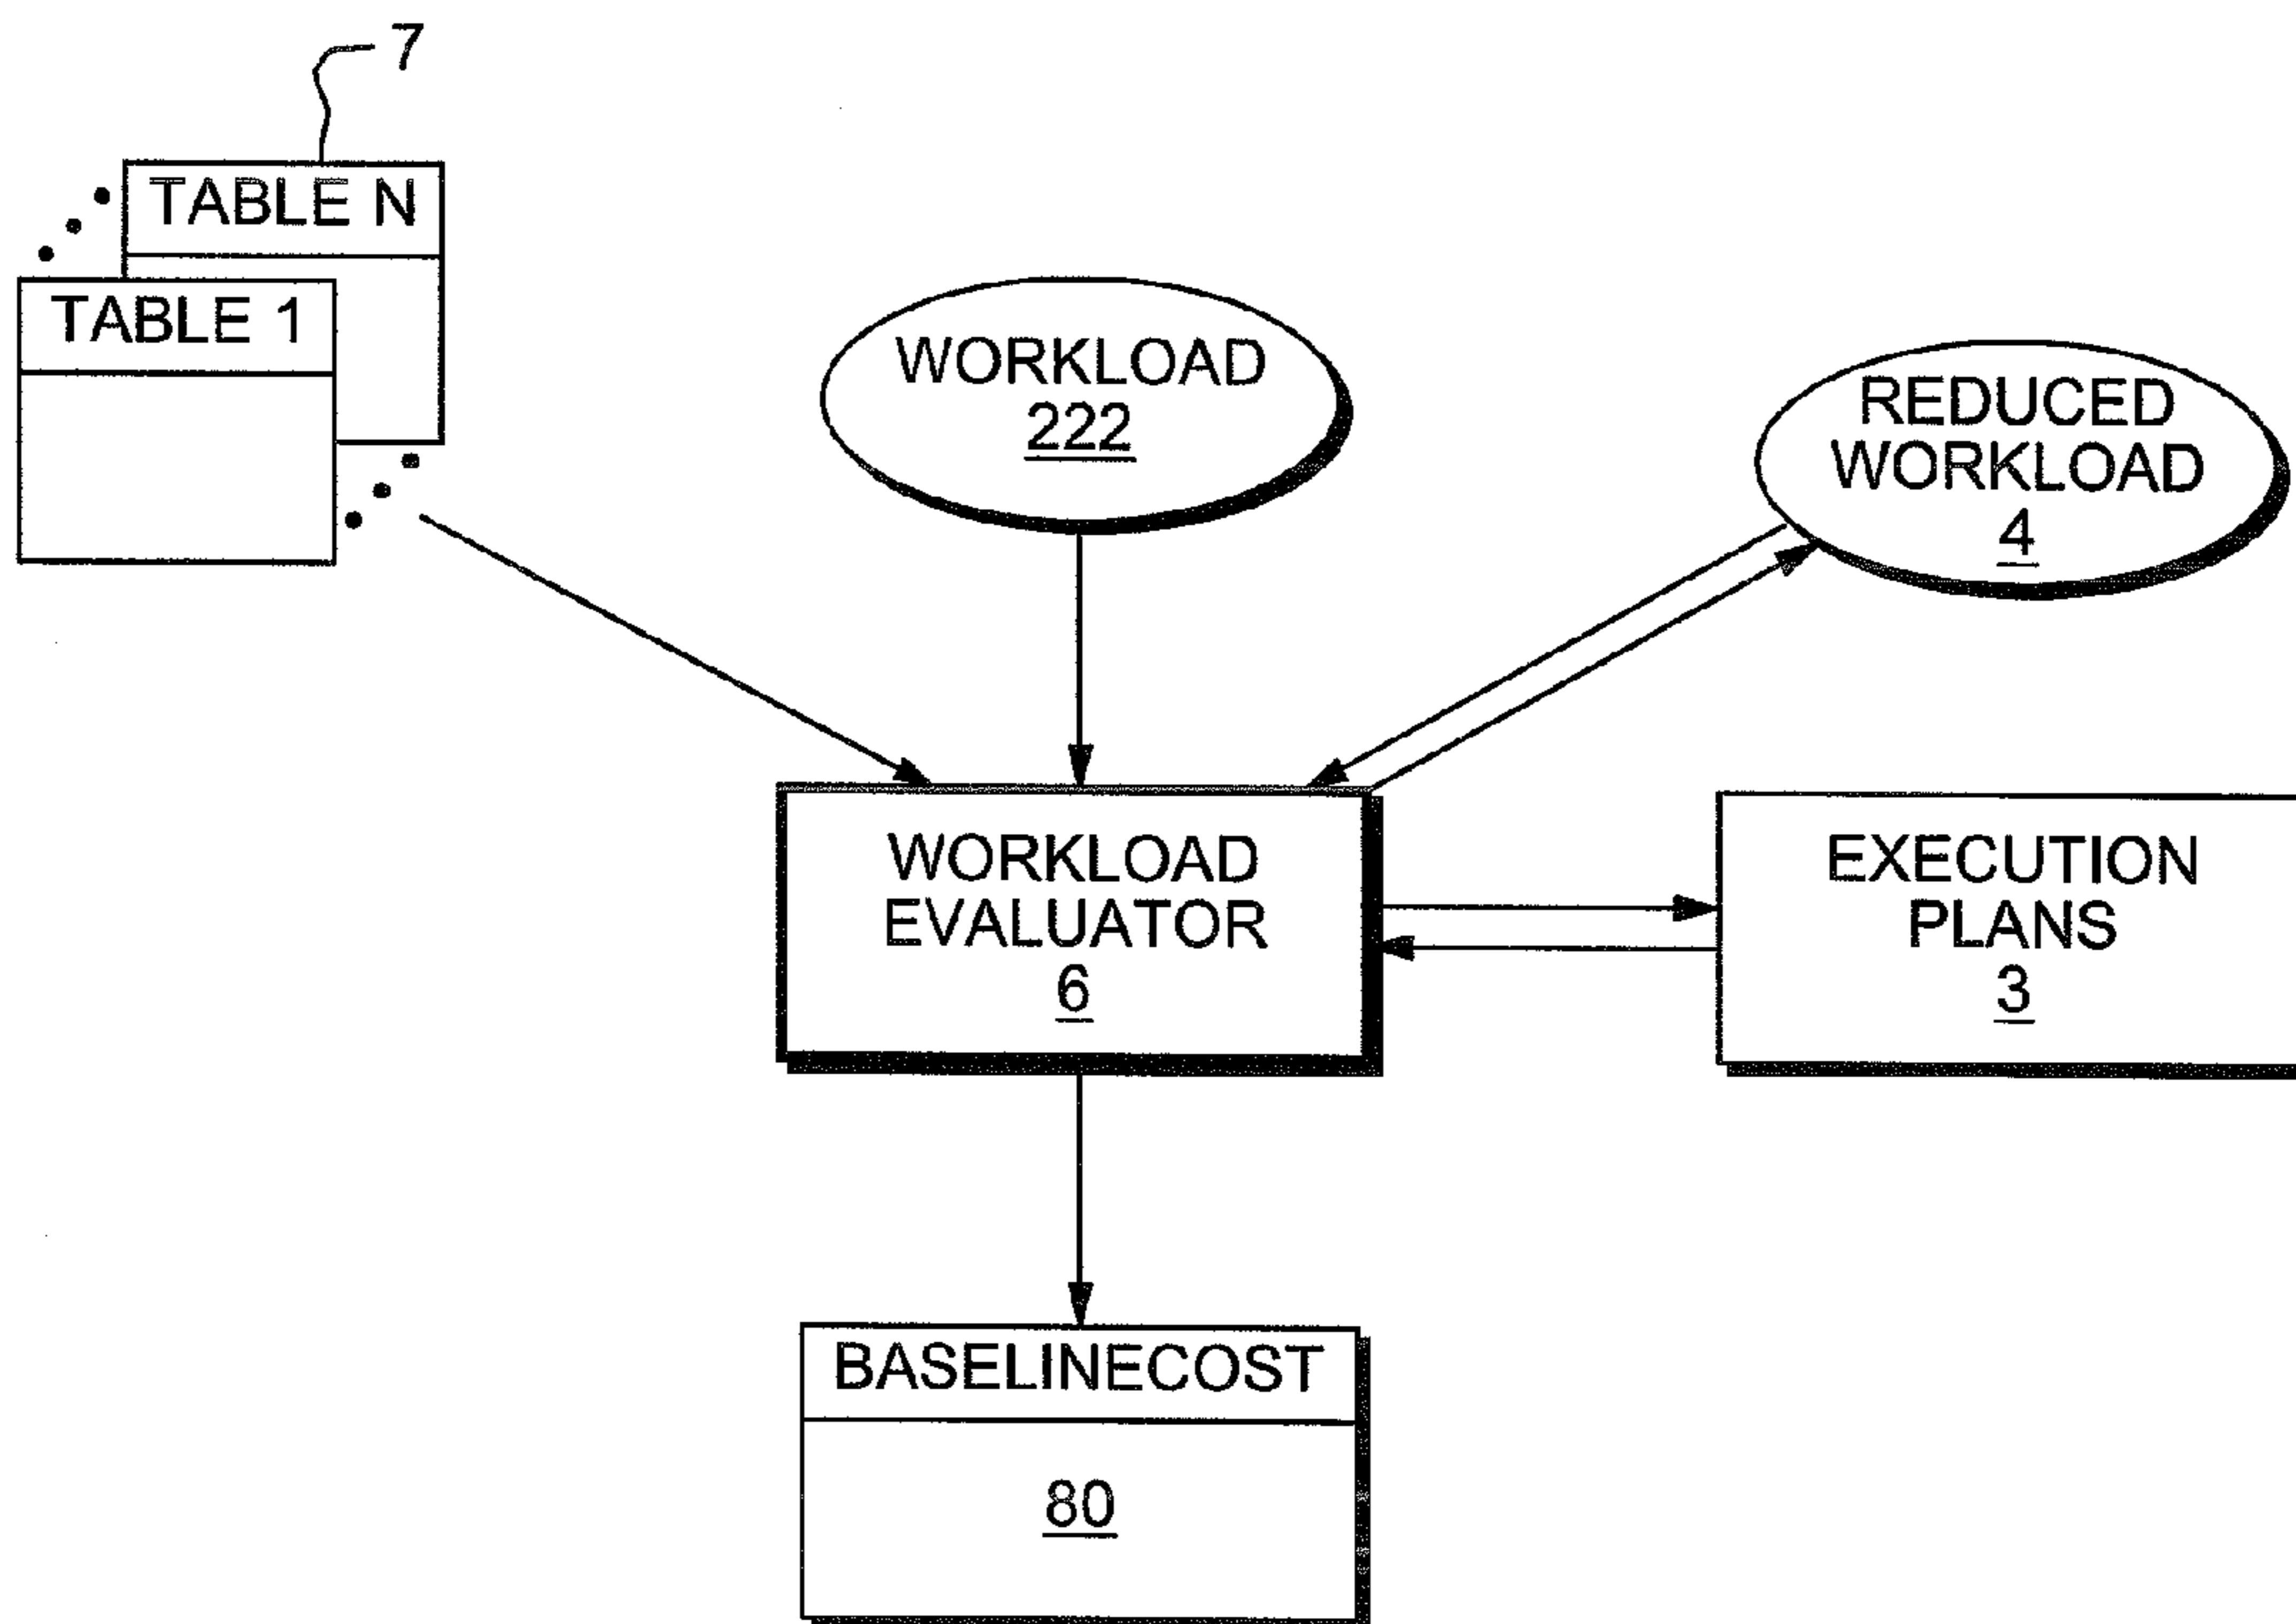 7
TABLE N
TABLE 1
WORKLOAD
222
REDUCED
WORKLOAD
4
WORKLOAD
EVALUATOR
6
EXECUTION
PLANS
3
BASELINECOST
80